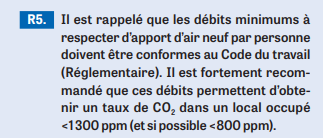 R5. Il est rappelé que les débits minimums à
respecter d'apport d'air neuf par personne
doivent être conformes au Code du travail
(Réglementaire). Il est fortement recom-
mandé que ces débits permettent d'obte-
nir un taux de CO₂ dans un local occupé
<1300 ppm (et si possible <800 ppm).